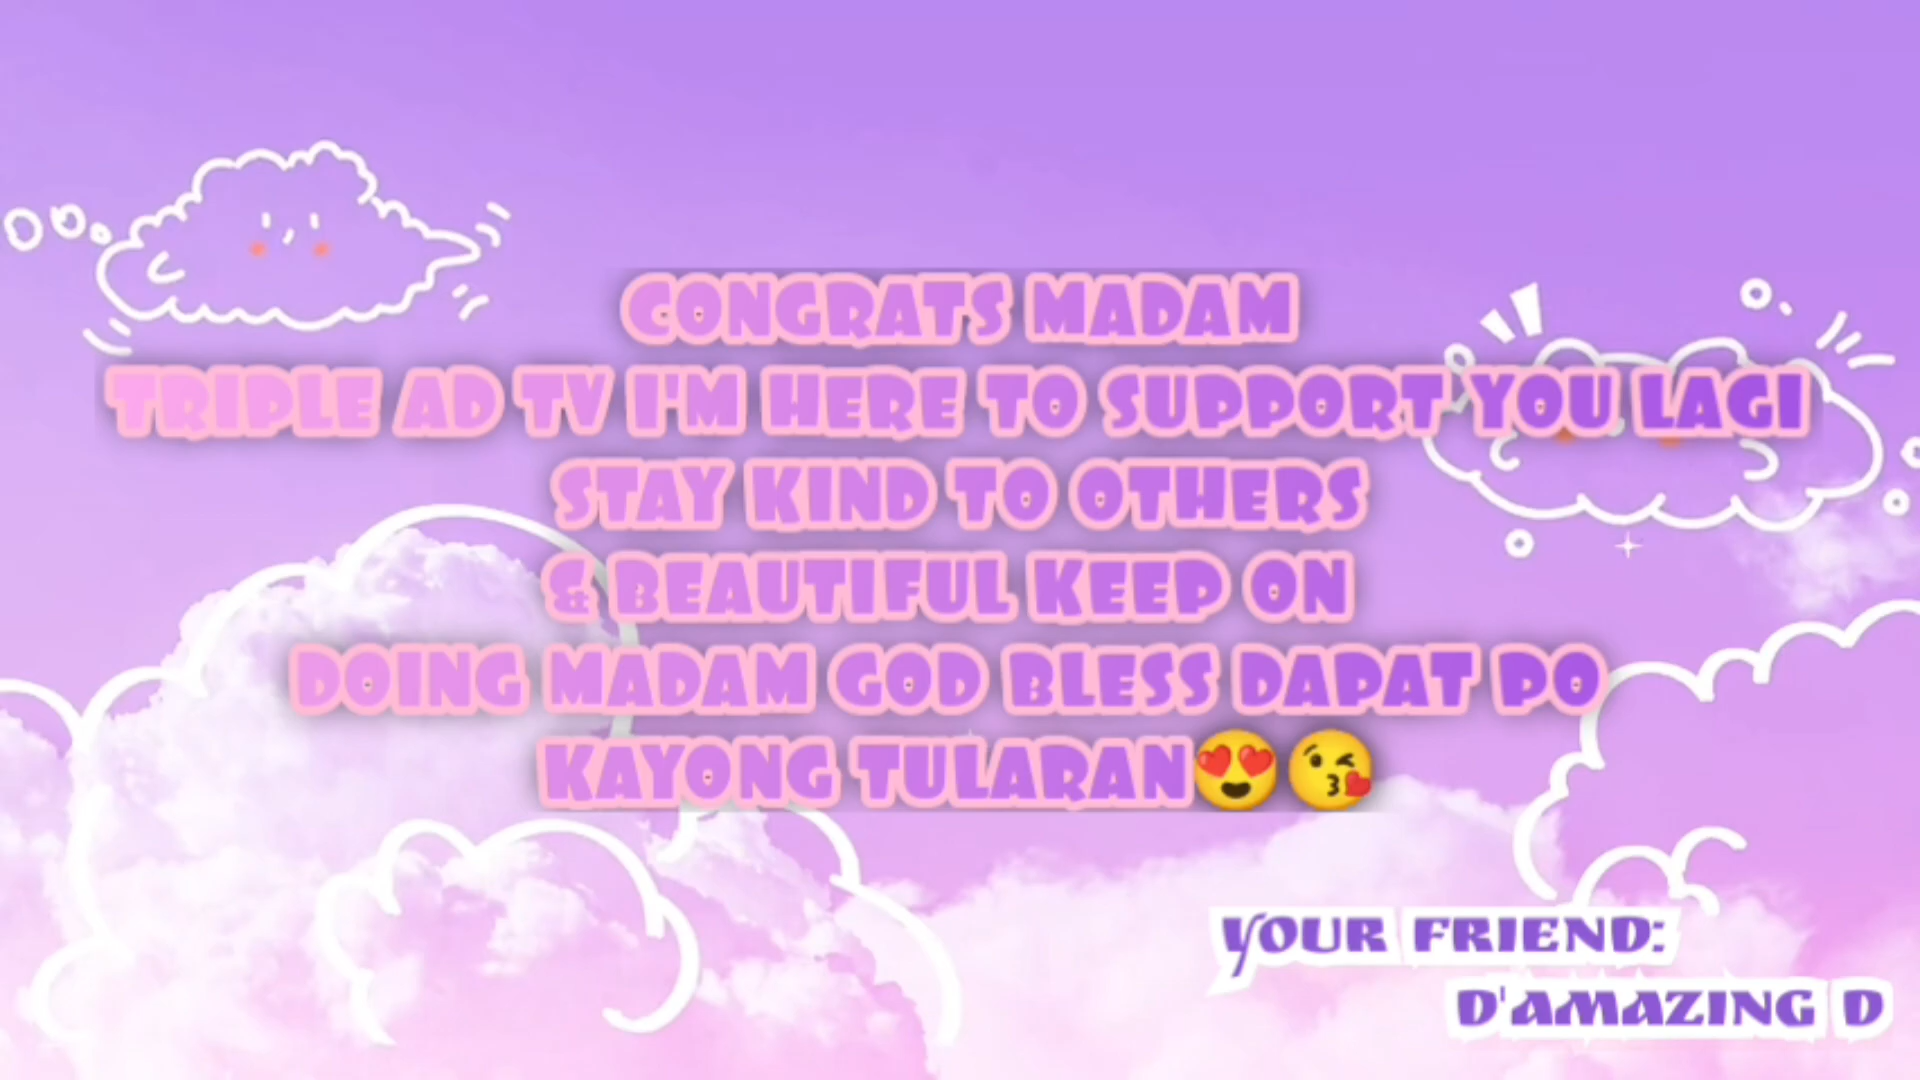 CONGRATS MADAM
TRIPLE AD TV I'M HERE TO SUPPORT YOU LAGI
STAY KIND TO OTHERS
& BEAUTIFUL KEEP ON
DOING MADAM GOD BLESS DAPAT PO
KAYONG TULARAN😍😘
YOUR FRIEND:
D'AMAZING D